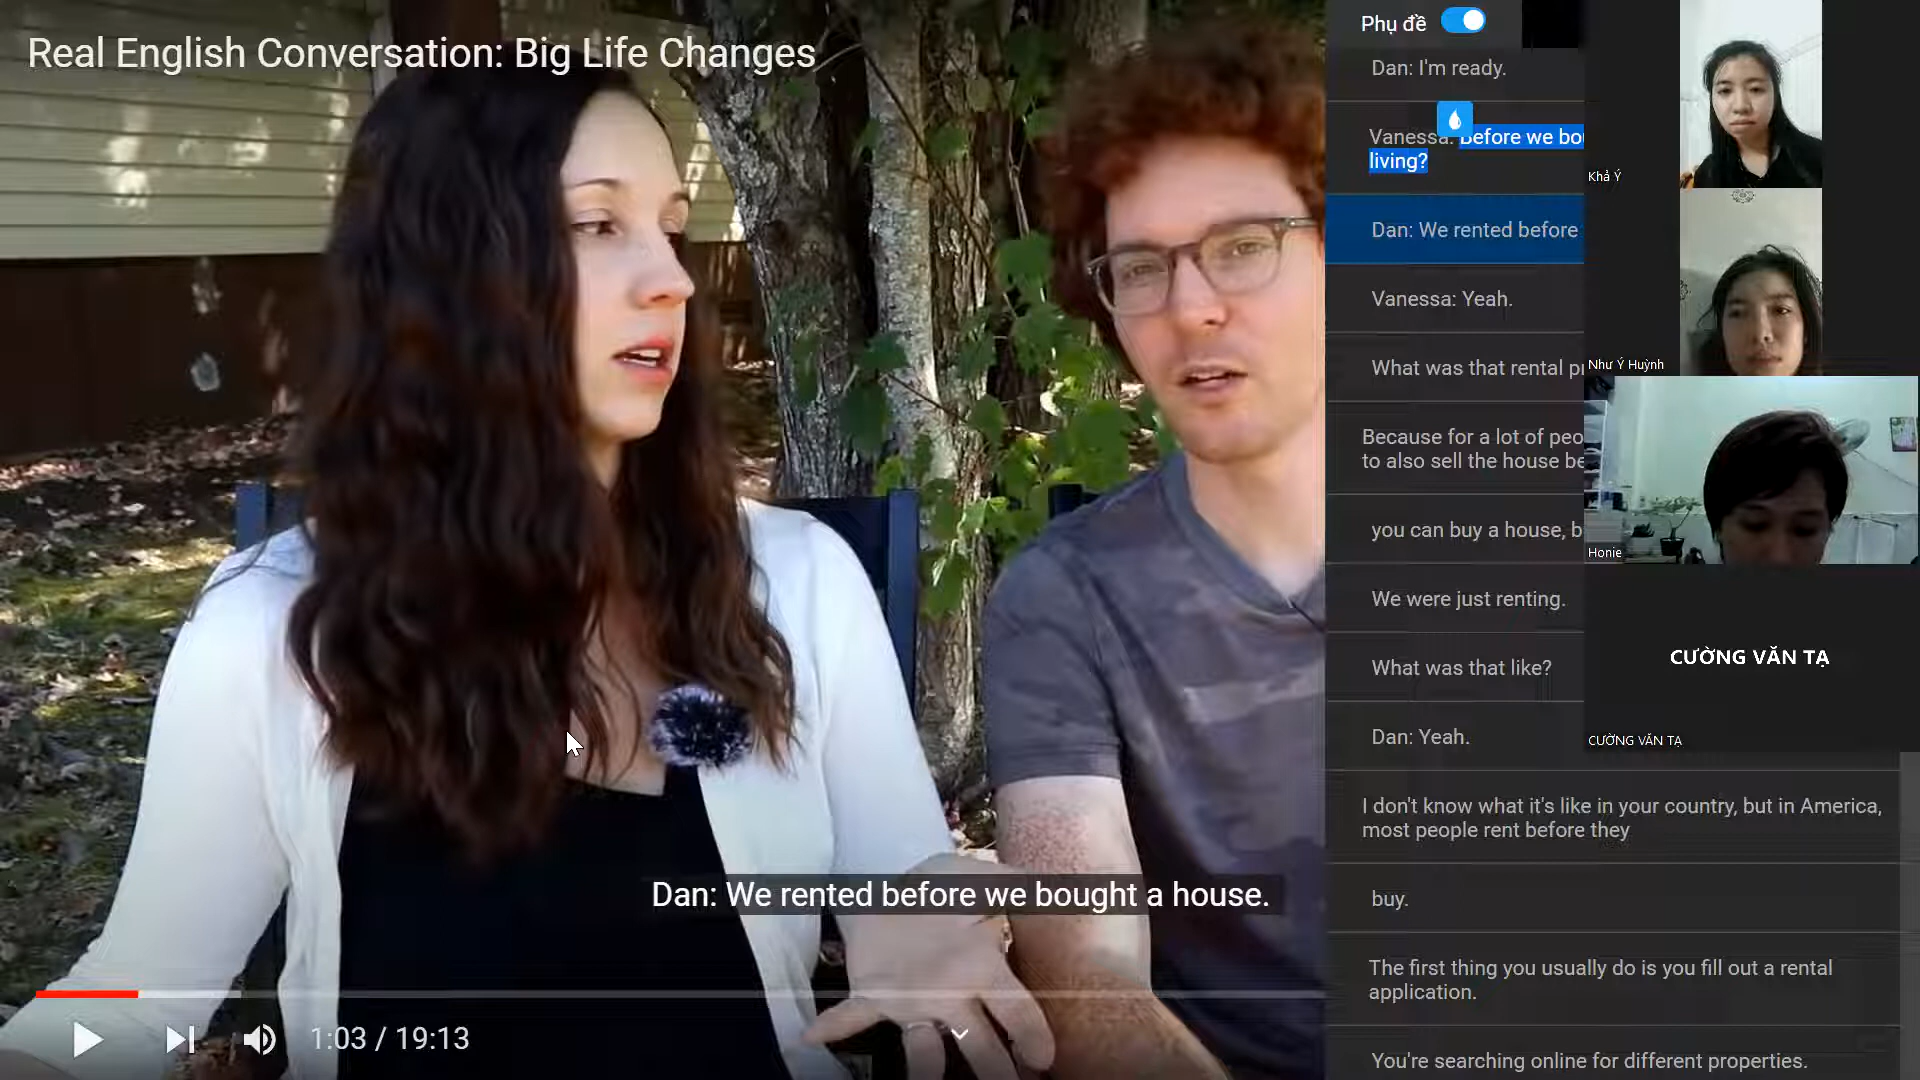 Real English Conversation: Big Life Changes
Dan: We rented before we bought a house.
1:03 / 19:13
Phụ đề
Dan: I'm ready.
Vanessa: Before we bou
living?
Dan: We rented before
Vanessa: Yeah.
What was that rental pr
Because for a lot of peo
to also sell the house be
you can buy a house, b
We were just renting.
What was that like?
Dan: Yeah.
I don't know what it's like in your country, but in America,
most people rent before they
buy.
The first thing you usually do is you fill out a rental
application.
You're searching online for different properties.
Khả Ý
Như Ý Huỳnh
Honie
CƯỜNG VĂN TẠ
CƯỜNG VĂN TẠ